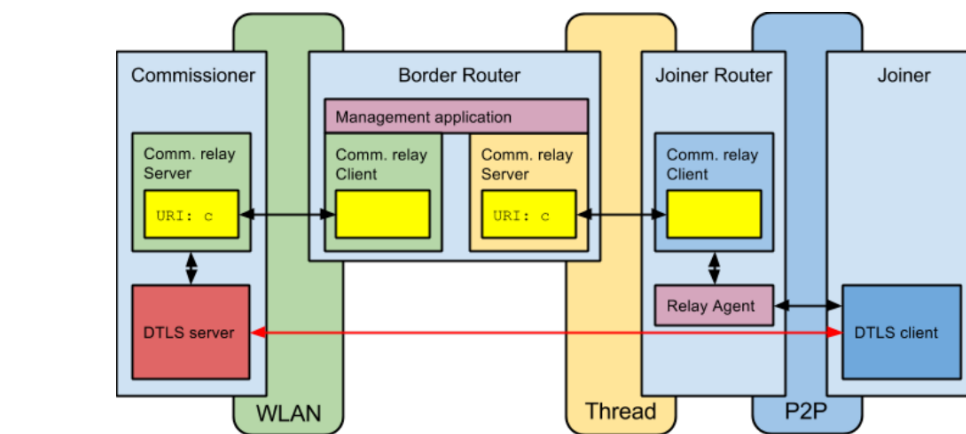 Commissioner
Border Router
Joiner Router
Joiner
Management application
Comm. relay
Server
Comm. relay
Client
Comm. relay
Server
Comm. relay
Client
URI: c
URI: c
Relay Agent
DTLS server
DTLS client
WLAN
Thread
P2P